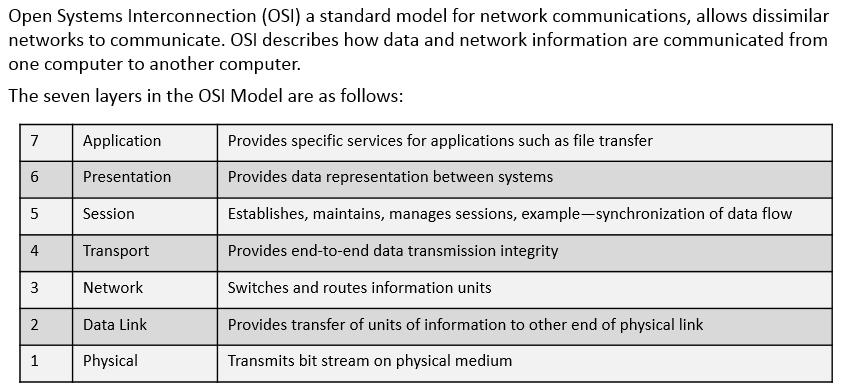 Open Systems Interconnection (OSI) a standard model for network communications, allows dissimilar
networks to communicate. OSI describes how data and network information are communicated from
one computer to another computer.
The seven layers in the OSI Model are as follows:
7 Application Provides specific services for applications such as file transfer
6 Presentation Provides data representation between systems
5 Session Establishes, maintains, manages sessions, example—synchronization of data flow
4 Transport Provides end-to-end data transmission integrity
3 Network Switches and routes information units
2 Data Link Provides transfer of units of information to other end of physical link
1 Physical Transmits bit stream on physical medium